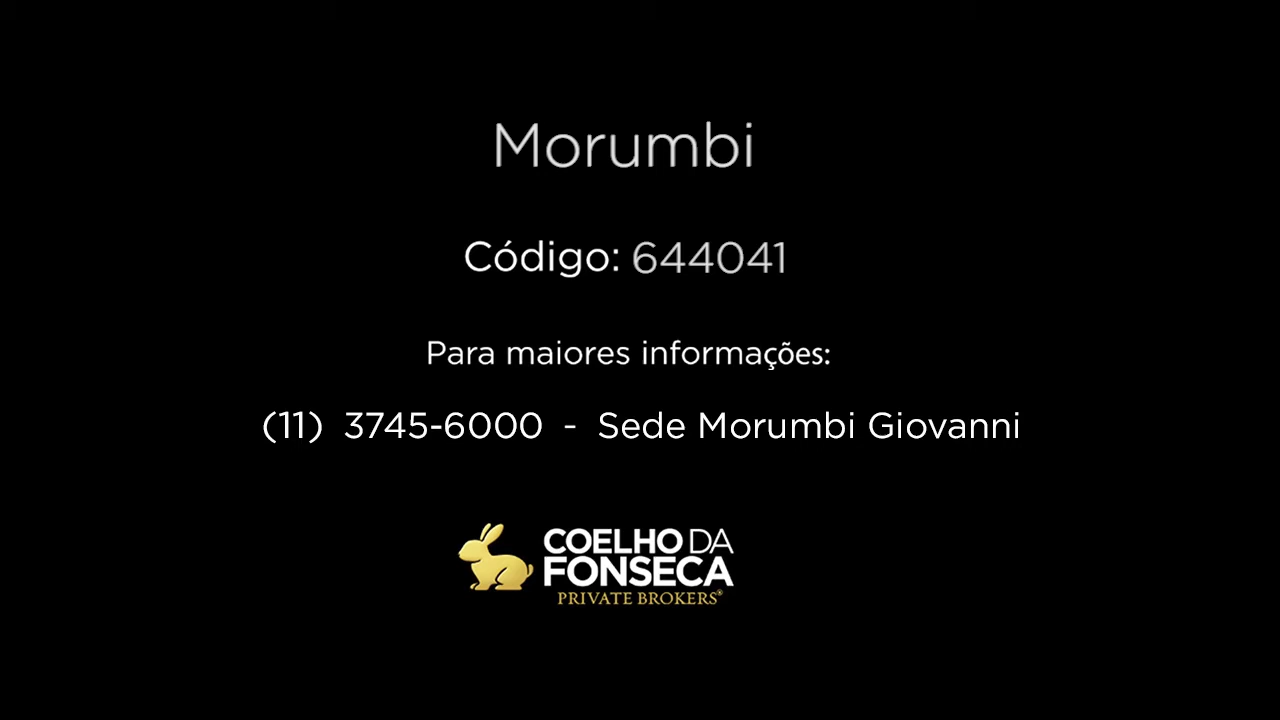 Morumbi
Código: 644041
Para maiores informações:
(11) 3745-6000 - Sede Morumbi Giovanni
COELHO DA
FONSECA
PRIVATE BROKERS®